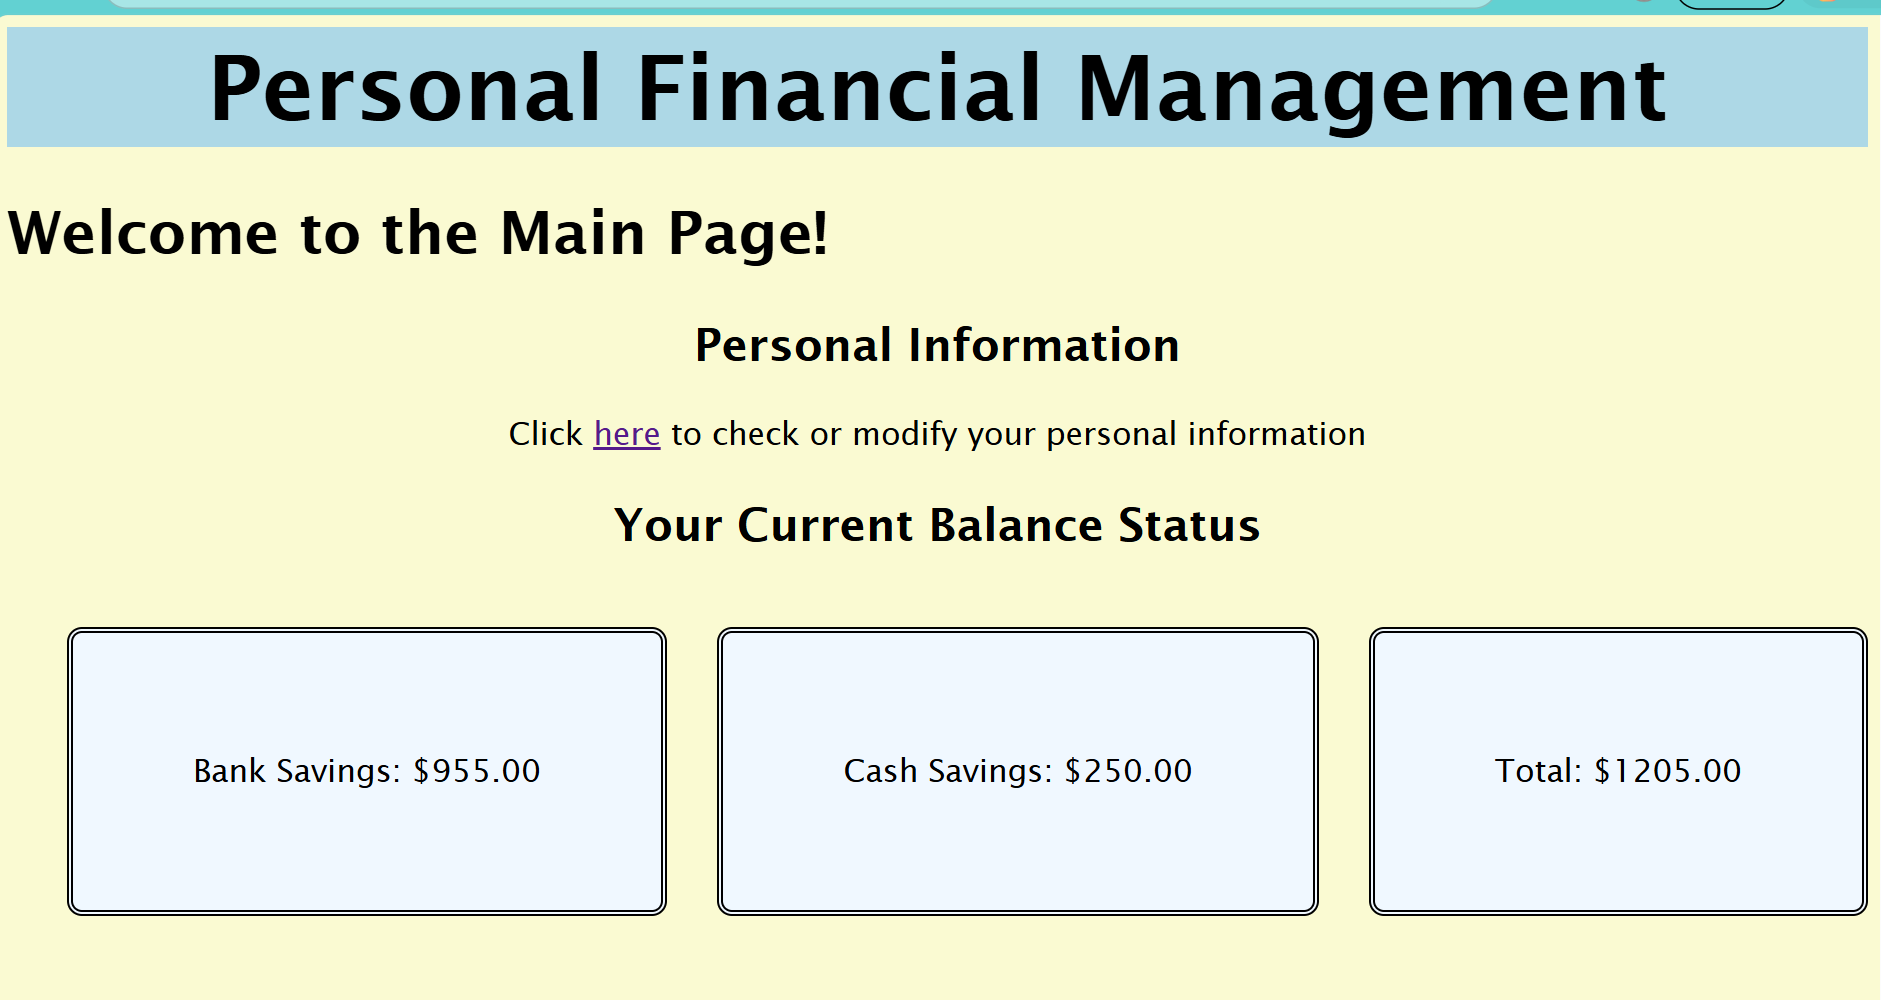 Personal Financial Management
Welcome to the Main Page!
Personal Information
Click here to check or modify your personal information
Your Current Balance Status
Bank Savings: $955.00
Cash Savings: $250.00
Total: $1205.00